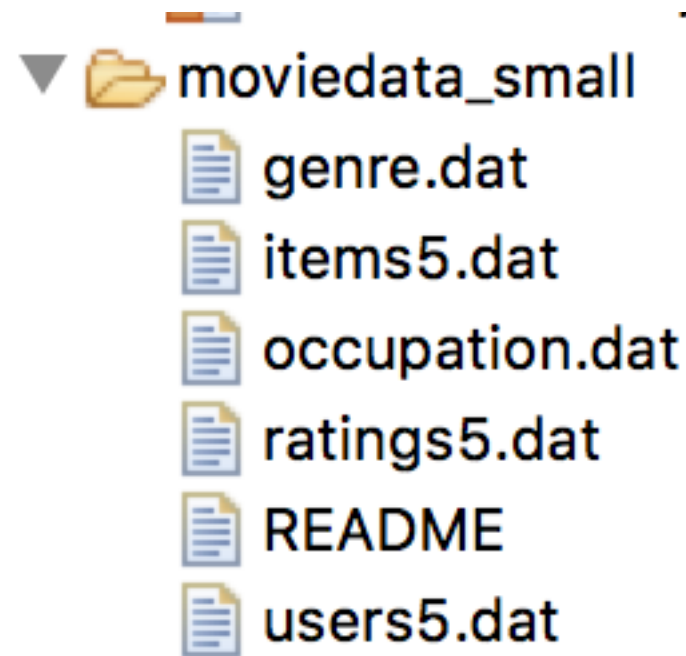 moviedata_small
genre.dat
items5.dat
occupation.dat
ratings5.dat
README
users5.dat